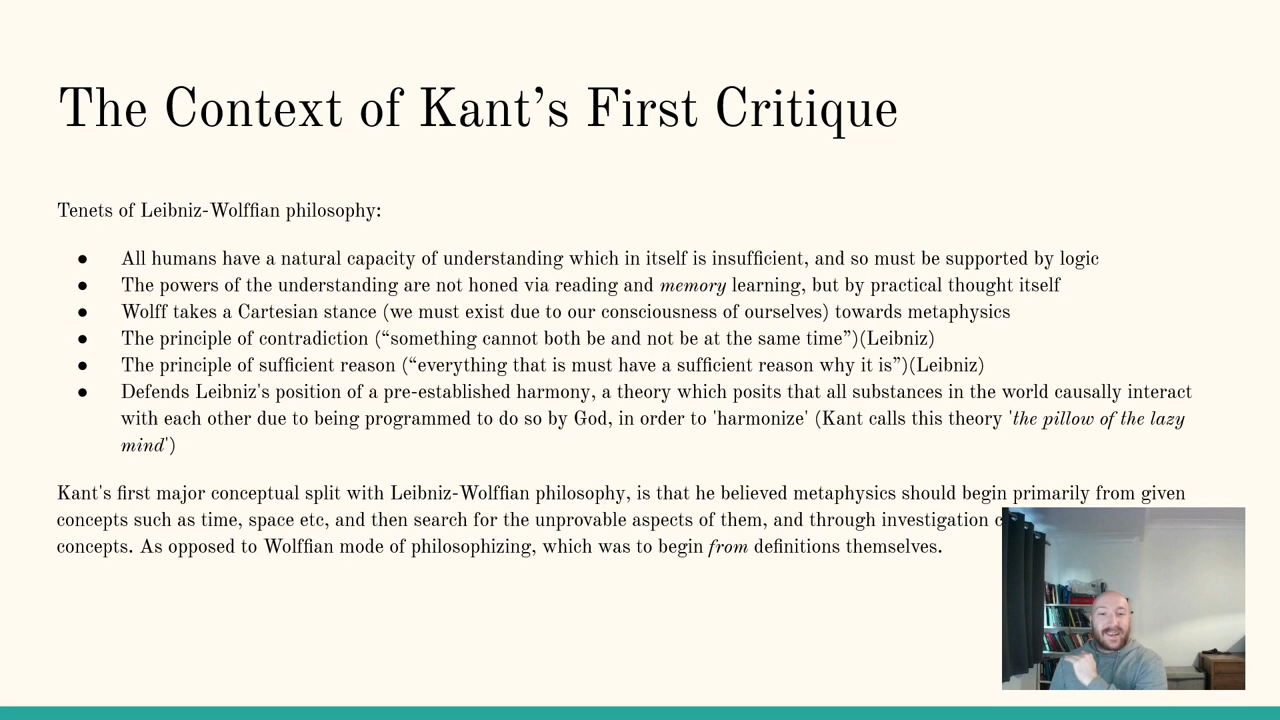 The Context of Kant’s First Critique
Tenets of Leibniz-Wolffian philosophy:
● All humans have a natural capacity of understanding which in itself is insufficient, and so must be supported by logic
● The powers of the understanding are not honed via reading and memory learning, but by practical thought itself
● Wolff takes a Cartesian stance (we must exist due to our consciousness of ourselves) towards metaphysics
● The principle of contradiction (“something cannot both be and not be at the same time”)(Leibniz)
● The principle of sufficient reason (“everything that is must have a sufficient reason why it is”)(Leibniz)
● Defends Leibniz's position of a pre-established harmony, a theory which posits that all substances in the world causally interact
with each other due to being programmed to do so by God, in order to 'harmonize' (Kant calls this theory 'the pillow of the lazy
mind')
Kant's first major conceptual split with Leibniz-Wolffian philosophy, is that he believed metaphysics should begin primarily from given
concepts such as time, space etc, and then search for the unprovable aspects of them, and through investigation
concepts. As opposed to Wolffian mode of philosophizing, which was to begin from definitions themselves.